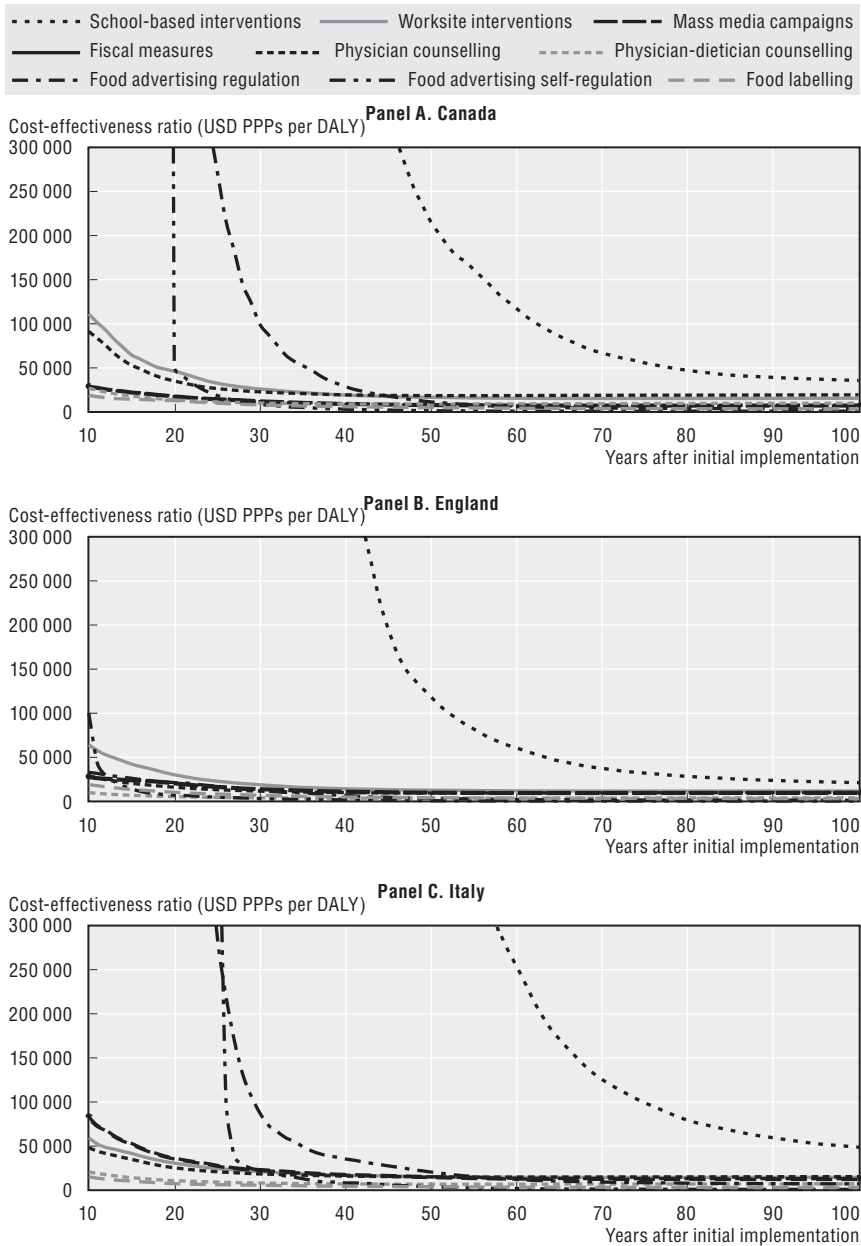 School-based interventions Worksite interventions Mass media campaigns
Fiscal measures Physician counselling Physician-dietician counselling
Food advertising regulation Food advertising self-regulation Food labelling
Panel A. Canada
Cost-effectiveness ratio (USD PPPs per DALY)
300 000
250 000
200 000
150 000
100 000
50 000
0
10 20 30 40 50 60 70 80 90 100
Years after initial implementation
Panel B. England
Cost-effectiveness ratio (USD PPPs per DALY)
300 000
250 000
200 000
150 000
100 000
50 000
0
10 20 30 40 50 60 70 80 90 100
Years after initial implementation
Panel C. Italy
Cost-effectiveness ratio (USD PPPs per DALY)
300 000
250 000
200 000
150 000
100 000
50 000
0
10 20 30 40 50 60 70 80 90 100
Years after initial implementation